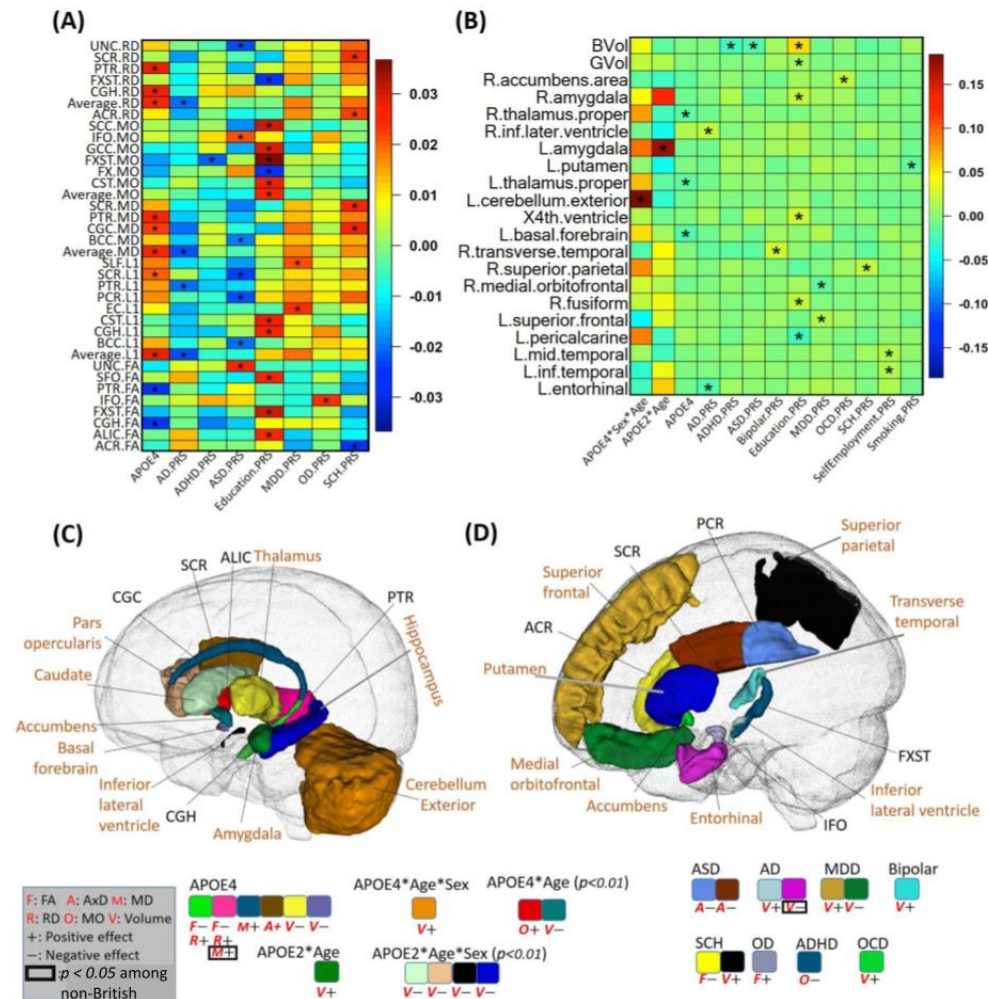 (A)
UNC.RD
SCR.RD
PTR.RD
FXST.RD
CGH.RD
Average.RD
ACR.RD
SCC.MO
IFO.MO
GCC.MO
FXST.MO
FX.MO
CST.MO
Average.MO
SCR.MD
PTR.MD
CGC.MD
BCC.MD
Average.MD
SLF.L1
SCR.L1
PTR.L1
PCR.L1
EC.L1
CST.L1
CGH.L1
BCC.L1
Average.L1
UNC.FA
SFO.FA
PTR.FA
IFO.FA
FXST.FA
CGH.FA
ALIC.FA
ACR.FA
APOE4
AD.PRS
ADHD.PRS
ASD.PRS
Education.PRS
MDD.PRS
OD.PRS
SCH.PRS
0.03
0.02
0.01
0.00
-0.01
-0.02
-0.03
(B)
BVol
GVol
R.accumbens.area
R.amygdala
R.thalamus.proper
R.inf.later.ventricle
L.amygdala
L.putamen
L.thalamus.proper
L.cerebellum.exterior
X4th.ventricle
L.basal.forebrain
R.transverse.temporal
R.superior.parietal
R.medial.orbitofrontal
R.fusiform
L.superior.frontal
L.pericalcarine
L.mid.temporal
L.inf.temporal
L.entorhinal
APOE4*Sex*Age
APOE2*Age
APOE4
AD.PRS
ADHD.PRS
ASD.PRS
Bipolar.PRS
Education.PRS
MDD.PRS
OCD.PRS
SCH.PRS
SelfEmployment.PRS
Smoking.PRS
0.15
0.10
0.05
0.00
-0.05
-0.10
-0.15
(C)
SCR
ALIC
Thalamus
CGC
PTR
Pars
opercularis
Hippocampus
Caudate
Accumbens
Basal
forebrain
Inferior
lateral
ventricle
CGH
Amygdala
Cerebellum
Exterior
(D)
PCR
Superior
parietal
SCR
Superior
frontal
Transverse
temporal
ACR
Putamen
Medial
orbitofrontal
Accumbens
Entorhinal
IFO
Inferior
lateral ventricle
FXST
F: FA A: AxD M: MD
R: RD O: MO V: Volume
+: Positive effect
−: Negative effect
p < 0.05 among
non-British
APOE4
F− F− M+ A+ V− V−
R+ R+
M+
APOE4*Age*Sex
V+
APOE4*Age (p<0.01)
O+ V−
APOE2*Age
V+
APOE2*Age*Sex (p<0.01)
V− V− V− V−
ASD
A− A−
AD
V+ V−
MDD
V+ V−
Bipolar
V+
SCH
F− V+
OD
F+
ADHD
O−
OCD
V+